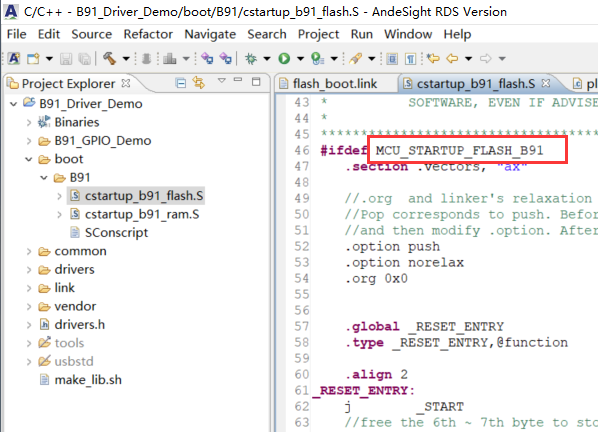 C/C++ - B91_Driver_Demo/boot/B91/cstartup_b91_flash.S - AndeSight RDS Version
File Edit Source Refactor Navigate Search Project Run Window Help
Project Explorer
B91_Driver_Demo
Binaries
B91_GPIO_Demo
boot
B91
cstartup_b91_flash.S
cstartup_b91_ram.S
SConscript
common
drivers
link
vendor
drivers.h
tools
usbstd
make_lib.sh
flash_boot.link cstartup_b91_flash.S pl
43 * SOFTWARE, EVEN IF ADVISE
44 *
45 *************************************
46 #ifdef MCU_STARTUP_FLASH_B91
47 .section .vectors, "ax"
48
49 //.org and linker's relaxation
50 //Pop corresponds to push. Befor
51 //and then modify .option. After
52 .option push
53 .option norelax
54 .org 0x0
55
56
57 .global _RESET_ENTRY
58 .type _RESET_ENTRY,@function
59
60 .align 2
61 _RESET_ENTRY:
62 j _START
63 //free the 6th ~ 7th byte to sto